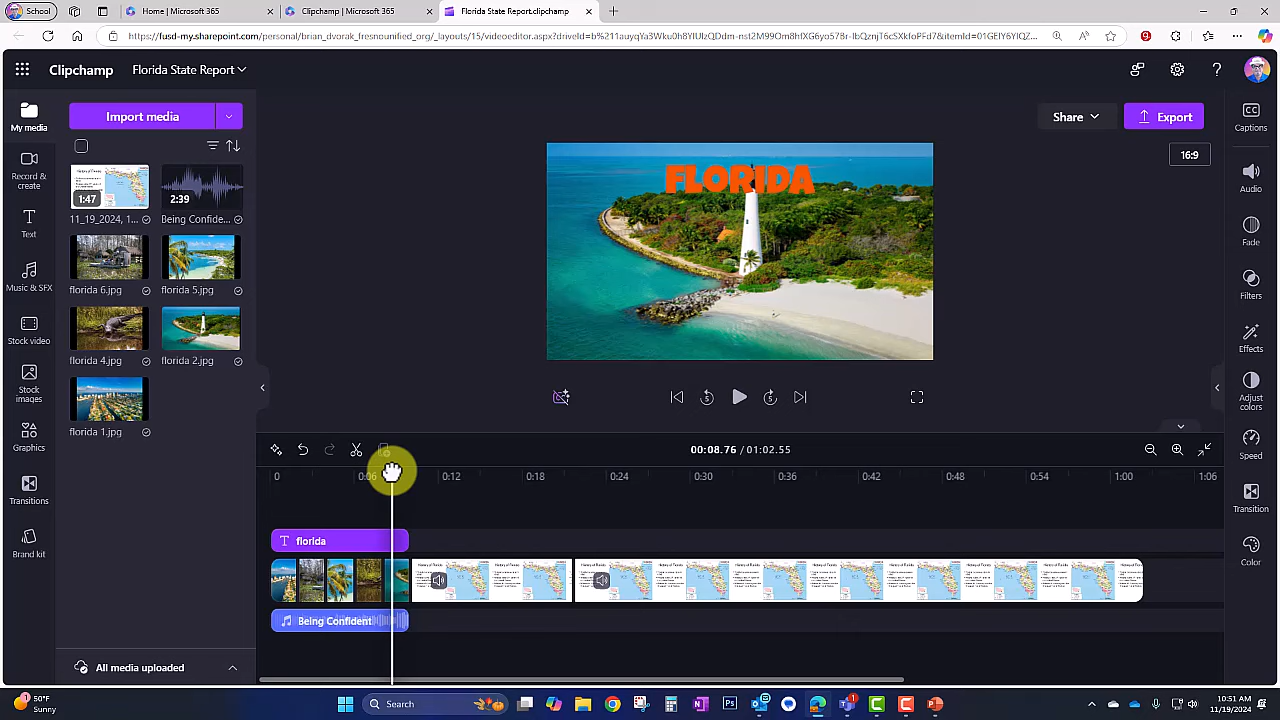 School
Home | Microsoft 365
Clipchamp | Microsoft 365
Florida State Report.clipchamp
Clipchamp
Florida State Report
My media
Record & create
Text
Music & SFX
Stock video
Stock images
Graphics
Transitions
Brand kit
Import media
1:47
2:39
11_19_2024, 1...
Being Confide...
florida 6.jpg
florida 5.jpg
florida 4.jpg
florida 2.jpg
florida 1.jpg
All media uploaded
Share
Export
16:9
FLORIDA
5
5
00:08.76 / 01:02.55
0
0:06
0:12
0:18
0:24
0:30
0:36
0:42
0:48
0:54
1:00
1:06
T florida
Being Confident
Captions
Audio
Fade
Filters
Effects
Adjust colors
Speed
Transition
Color
50°F
Sunny
Search
10:51 AM
11/19/2024